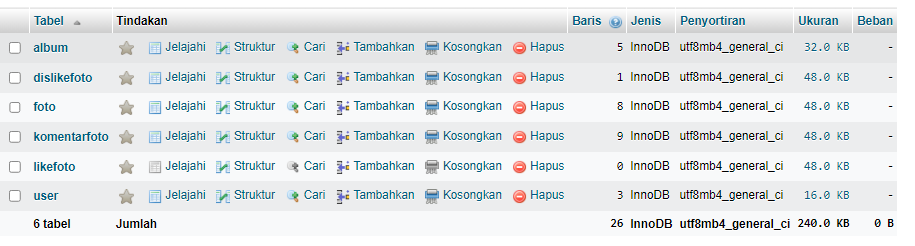 Tabel Tindakan Baris Jenis Penyortiran Ukuran Beban
album Jelajahi Struktur Cari Tambahkan Kosongkan Hapus 5 InnoDB utf8mb4_general_ci 32.0 KB -
dislikefoto Jelajahi Struktur Cari Tambahkan Kosongkan Hapus 1 InnoDB utf8mb4_general_ci 48.0 KB -
foto Jelajahi Struktur Cari Tambahkan Kosongkan Hapus 8 InnoDB utf8mb4_general_ci 48.0 KB -
komentarfoto Jelajahi Struktur Cari Tambahkan Kosongkan Hapus 9 InnoDB utf8mb4_general_ci 48.0 KB -
likefoto Jelajahi Struktur Cari Tambahkan Kosongkan Hapus 0 InnoDB utf8mb4_general_ci 48.0 KB -
user Jelajahi Struktur Cari Tambahkan Kosongkan Hapus 3 InnoDB utf8mb4_general_ci 16.0 KB -
6 tabel Jumlah 26 InnoDB utf8mb4_general_ci 240.0 KB 0 B